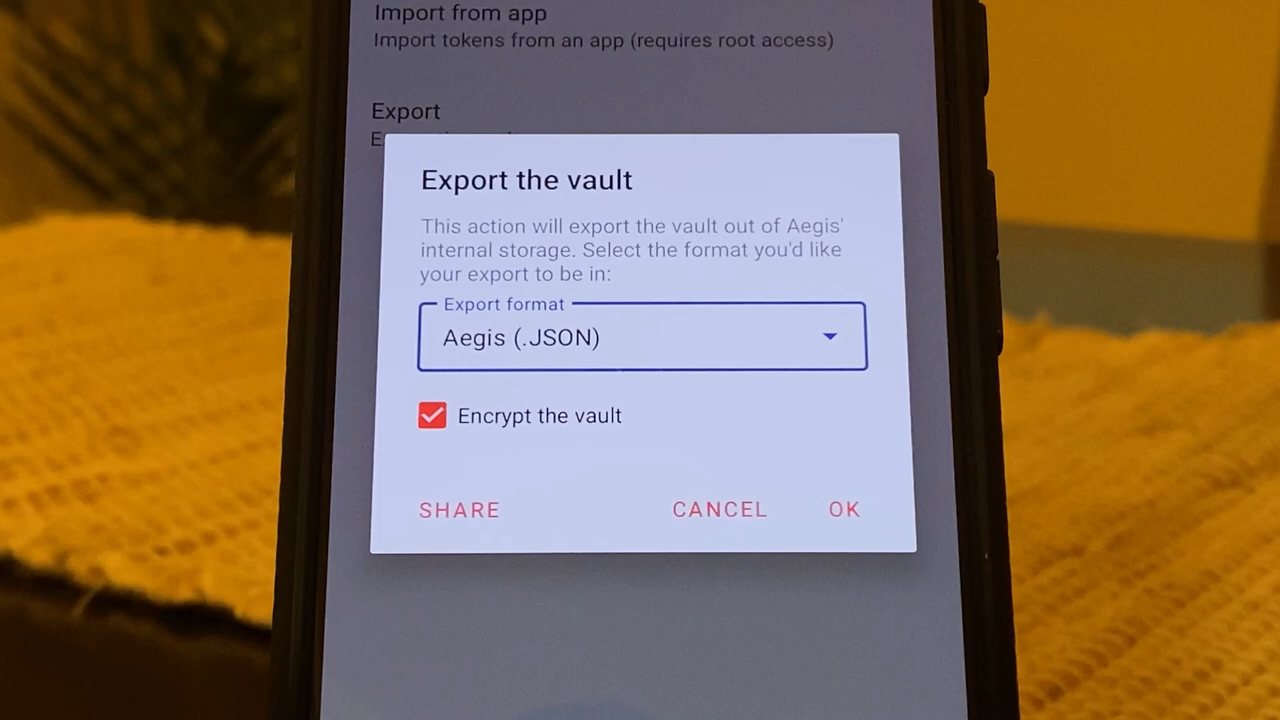 Import from app
Import tokens from an app (requires root access)
Export
Export the vault
This action will export the vault out of Aegis'
internal storage. Select the format you'd like
your export to be in:
Export format
Aegis (.JSON)
Encrypt the vault
SHARE
CANCEL
OK